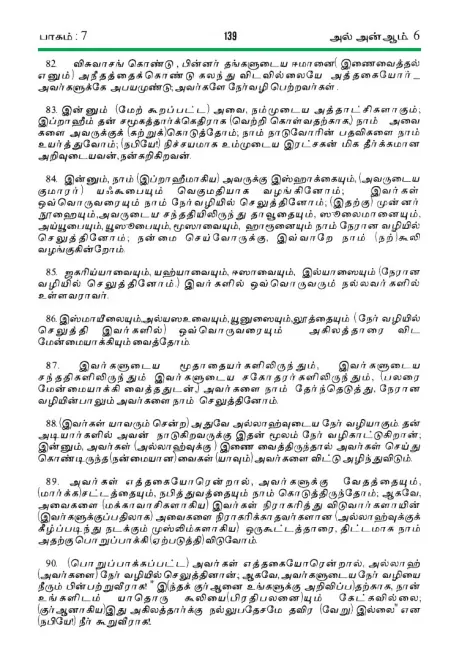 பாகம் : 7 139 அல் அன்ஆம் 6
82. விசுவாசங் கொண்டு , பின்னர் தங்களுடைய ஈமானை( இணைவைத்தல்
எனும்) அநீதத்தைக்கொண்டு கலந்து விடவில்லையே அத்தகையோர் _
அவர்களுக்கே அபயமுண்டு; அவர்களே நேர்வழி பெற்றவர்கள் .
83. இன்னும் (மேற் கூறப்பட்ட) அவை, நம்முடைய அத்தாட்சிகளாகும்;
இப்றாஹீம் தன் சமூகத்தார்க்கெதிராக (வெற்றி கொள்வதற்காக,) நாம் அவை
களை அவருக்குக் (கற்றுக்)கொடுத்தோம்; நாம் நாடுவோரின் பதவிகளை நாம்
உயர்த்துவோம்; (நபியே!) நிச்சயமாக உம்முடைய இரட்சகன் மிக தீர்க்கமான
அறிவுடையவன்,நன்கறிகிறவன்.
84. இன்னும், நாம் (இப்றாஹீமாகிய) அவருக்கு இஸ்ஹாக்கையும், (அவருடைய
குமாரர் ) யஃகூபையும் வெகுமதியாக வழங்கினோம்; இவர்கள்
ஒவ்வொருவரையும் நாம் நேர்வழியில் செலுத்தினோம்; (இதற்கு) முன்னர்
நூஹையும்,அவருடைய சந்ததியிலிருந்து தாவூதையும், ஸுலைமானையும்,
அய்யூபையும், யூஸூபையும், மூஸாவையும், ஹாரூனையும் நாம் நேரான வழியில்
செலுத்தினோம்; நன்மை செய்வோருக்கு, இவ்வாறே நாம் (நற்)கூலி
வழங்குகின்றோம்.
85. ஜகரிய்யாவையும், யஹ்யாவையும், ஈஸாவையும், இல்யாஸையும் (நேரான
வழியில் செலுத்தினோம்.) இவர்களில் ஒவ்வொருவரும் நல்லவர்களில்
உள்ளவராவர்.
86. இஸ்மாயீலையும்,அல்யஸஉவையும்,யூனுஸையும்,லூத்தையும் ( நேர் வழியில்
செலுத்தி இவர்களில்) ஒவ்வொருவரையும் அகிலத்தாரை விட
மேன்மையாக்கியும் வைத்தோம்.
87. இவர்களுடைய மூதாதையர்களிலிருந்தும், இவர்களுடைய
சந்ததிகளிலிருந்தும் இவர்களுடைய சகோதரர்களிலிருந்தும், (பலரை
மேன்மையாக்கி வைத்ததுடன்,) அவர்களை நாம் தேர்ந்தெடுத்து, நேரான
வழியின்பாலும் அவர்களை நாம் செலுத்தினோம்.
88.(இவர்கள் யாவரும் சென்ற) அதுவே அல்லாஹ்வுடைய நேர் வழியாகும். தன்
அடியார்களில் அவன் நாடுகிறவருக்கு இதன் மூலம் நேர் வழிகாட்டுகிறான்;
இன்னும், அவர்கள் (அல்லாஹ்வுக்கு ) இணை வைத்திருந்தால் அவர்கள் செய்து
கொண்டிருந்த(நன்மையான)வைகள் (யாவும்)அவர்களை விட்டு அழிந்துவிடும்.
89. அவர்கள் எத்தகையோரென்றால், அவர்களுக்கு வேதத்தையும்,
(மார்க்க)சட்டத்தையும், நபித்துவத்தையும் நாம் கொடுத்திருந்தோம்; ஆகவே,
அவைகளை (மக்காவாசிகளாகிய) இவர்கள் நிராகரித்து விடுவார்களாயின்
(இவர்களுக்குப்பதிலாக) அவைகளை நிராகரிக்காதவர்களான (அல்லாஹ்வுக்குக்
கீழ்ப்படிந்து நடக்கும் முஸ்லிம்களாகிய) ஒருகூட்டத்தாரை, திட்டமாக நாம்
அதற்கு பொறுப்பாக்கி (ஏற்படுத்தி)விடுவோம்.
90. (பொறுப்பாக்கப்பட்ட) அவர்கள் எத்தகையோரென்றால், அல்லாஹ்
(அவர்களை) நேர் வழியில் செலுத்தினான்; ஆகவே,அவர்களுடைய நேர் வழியை
நீரும் பின்பற்றுவீராக! " இ(ந்தக் குர்ஆனை உங்களுக்கு அறிவிப்ப)தற்காக, நான்
உங்களிடம் யாதொரு கூலியை(பிரதிபலனை)யும் கேட்கவில்லை;
(குர்ஆனாகிய)இது அகிலத்தார்க்கு நல்லுபதேசமே தவிர (வேறு) இல்லை" என
(நபியே!) நீர் கூறுவீராக!.